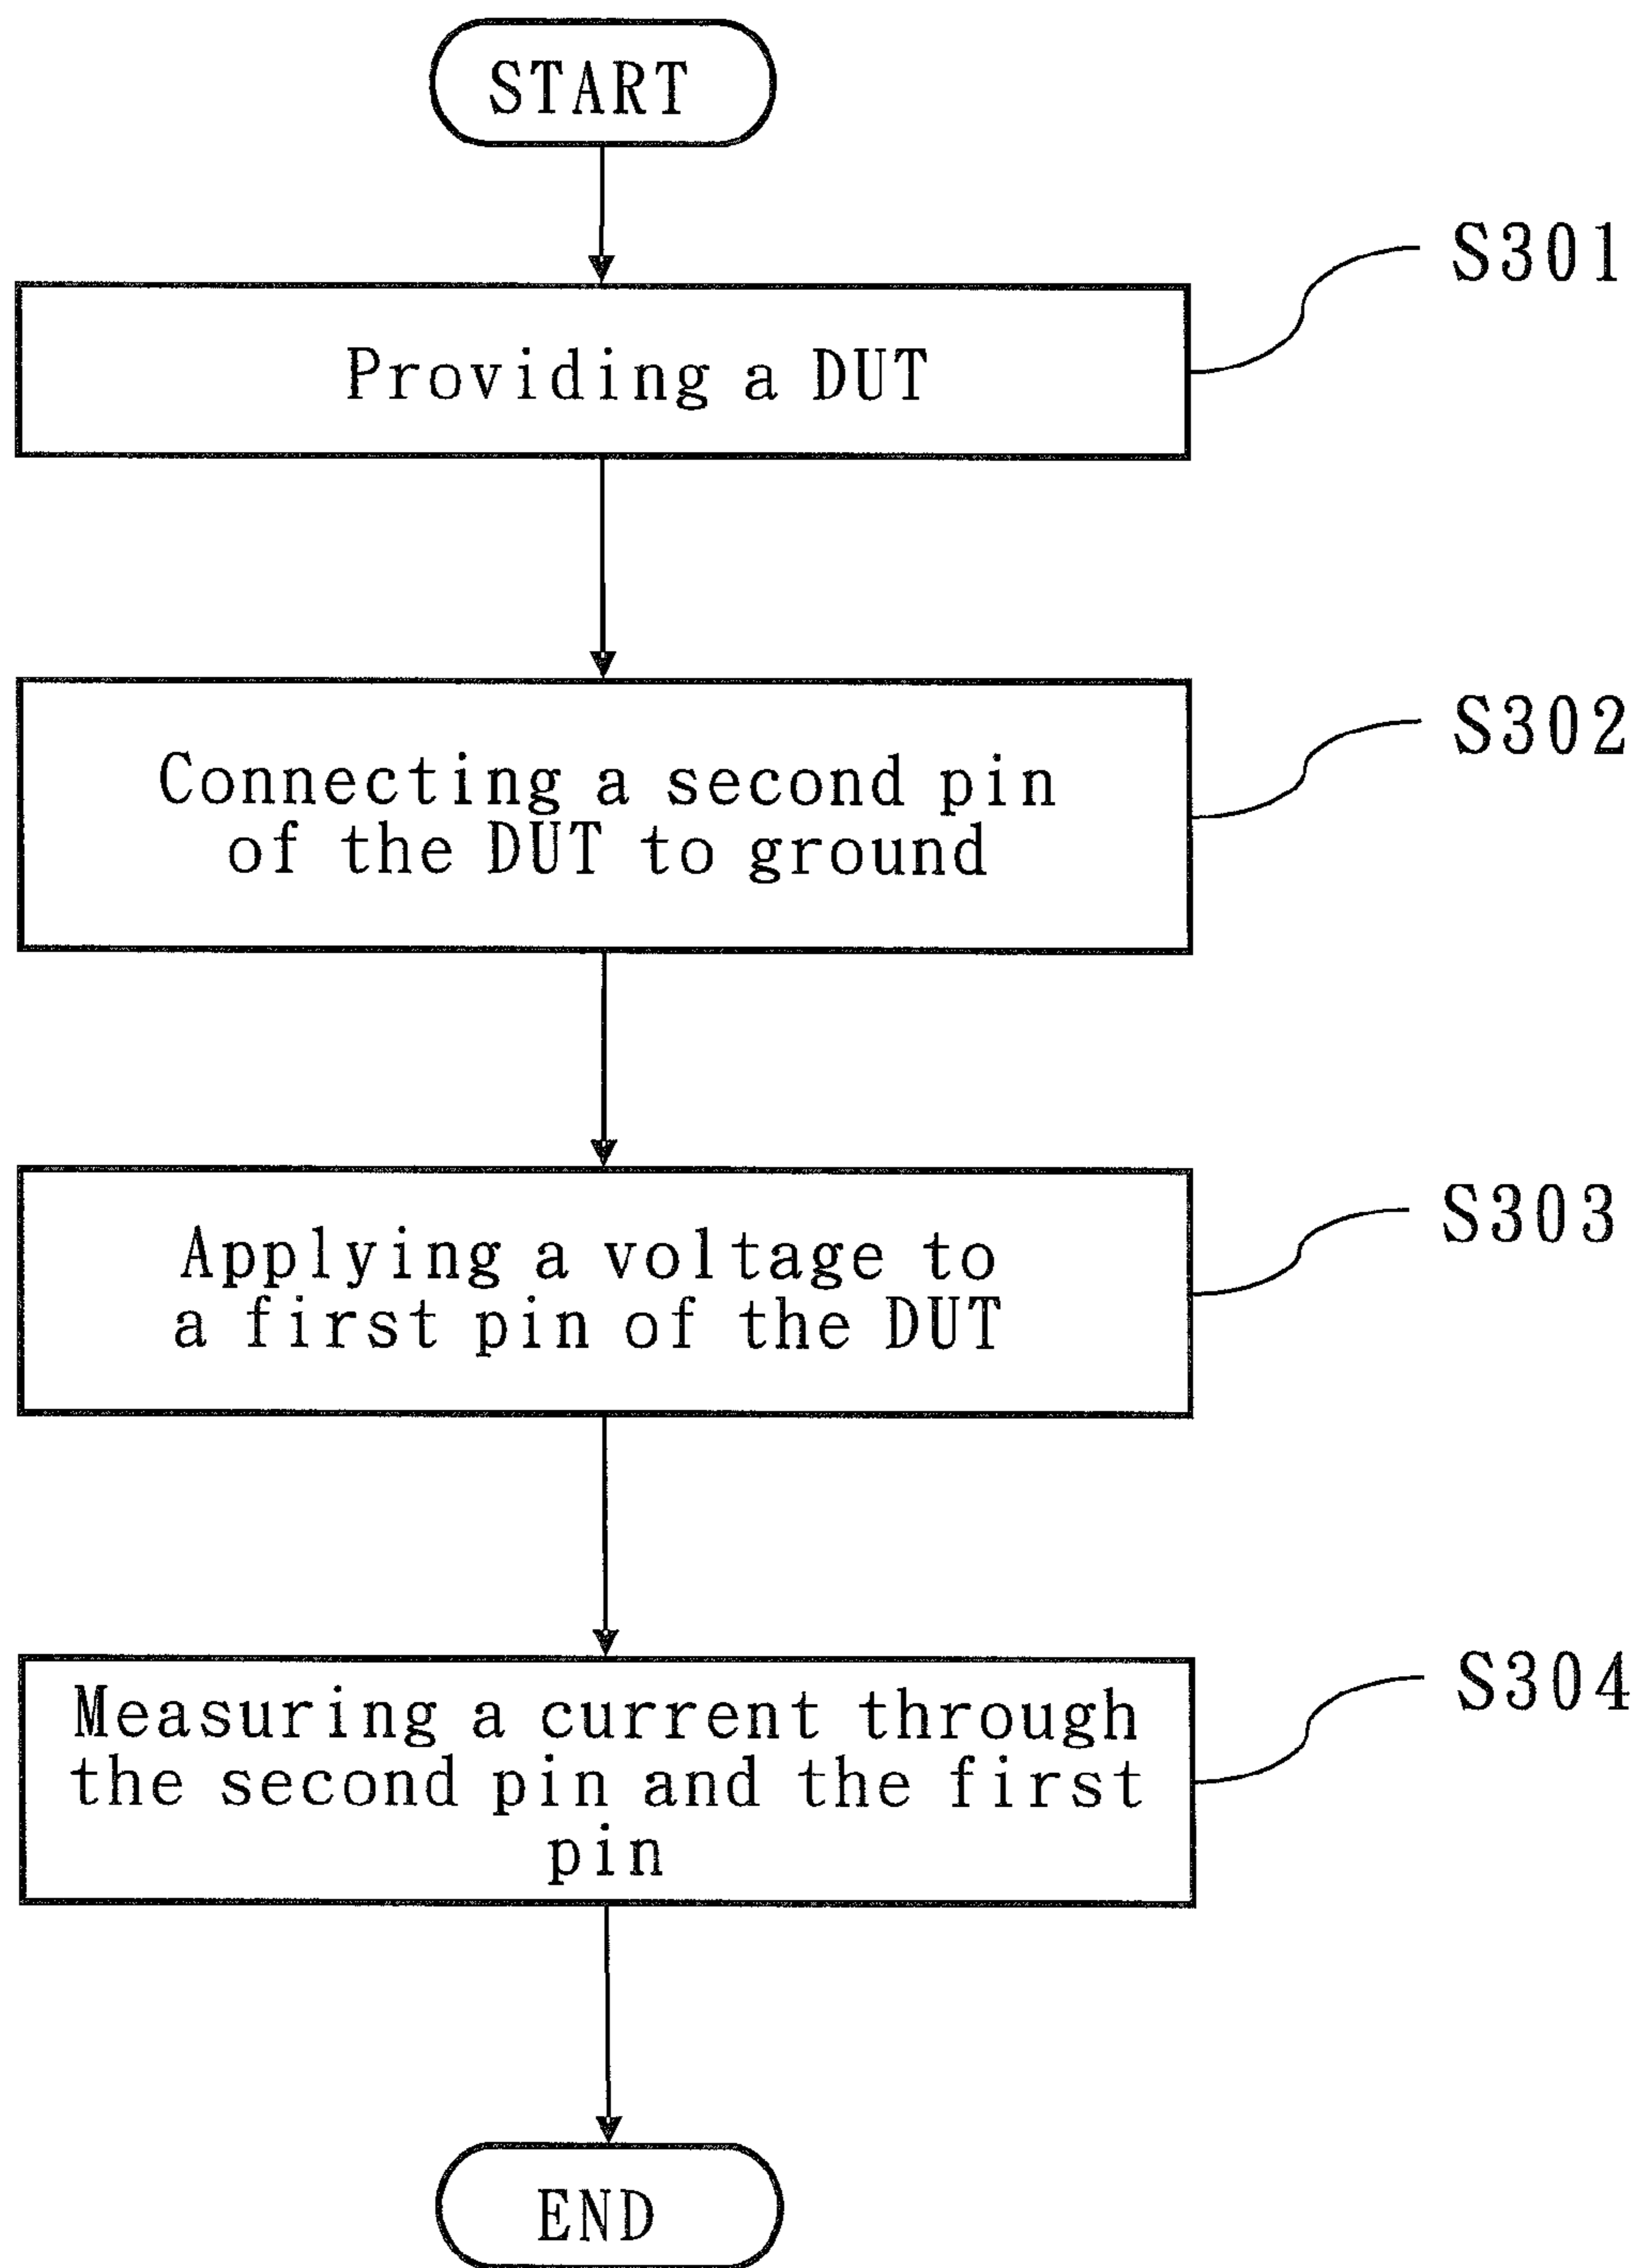 START
S301
Providing a DUT
S302
Connecting a second pin
of the DUT to ground
S303
Applying a voltage to
a first pin of the DUT
S304
Measuring a current through
the second pin and the first
pin
END